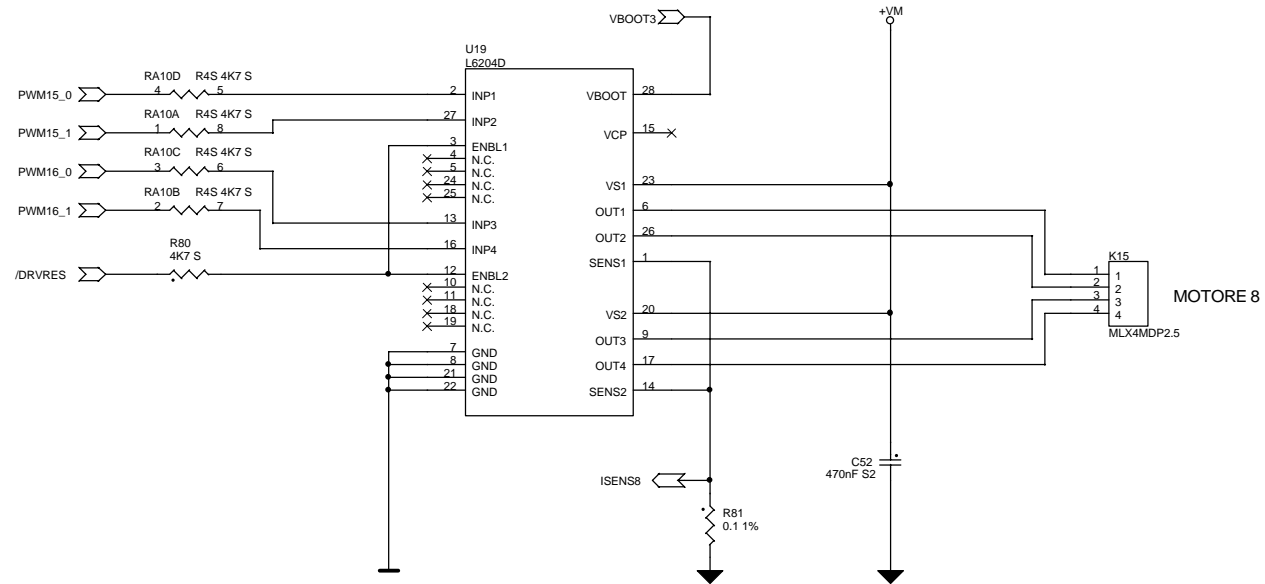 VBOOT3
+VM
U19
L6204D
RA10D R4S 4K7 S
PWM15_0 4 5 2 INP1 VBOOT 28
RA10A R4S 4K7 S
PWM15_1 1 8 27 INP2 VCP 15
3 ENBL1
RA10C R4S 4K7 S
4 N.C.
PWM16_0 3 6 5 N.C.
24 N.C. VS1 23
25 N.C.
RA10B R4S 4K7 S
PWM16_1 2 7 OUT1 6
13 INP3
OUT2 26
R80
4K7 S
16 INP4
SENS1 1
K15
/DRVRES 12 ENBL2 1 1
10 N.C. 2 2
11 N.C. 3 3
18 N.C. VS2 20 4 4
19 N.C.
MOTORE 8
MLX4MDP2.5
OUT3 9
7 GND
8 GND OUT4 17
21 GND
22 GND SENS2 14
C52
470nF S2
ISENS8
R81
0.1 1%